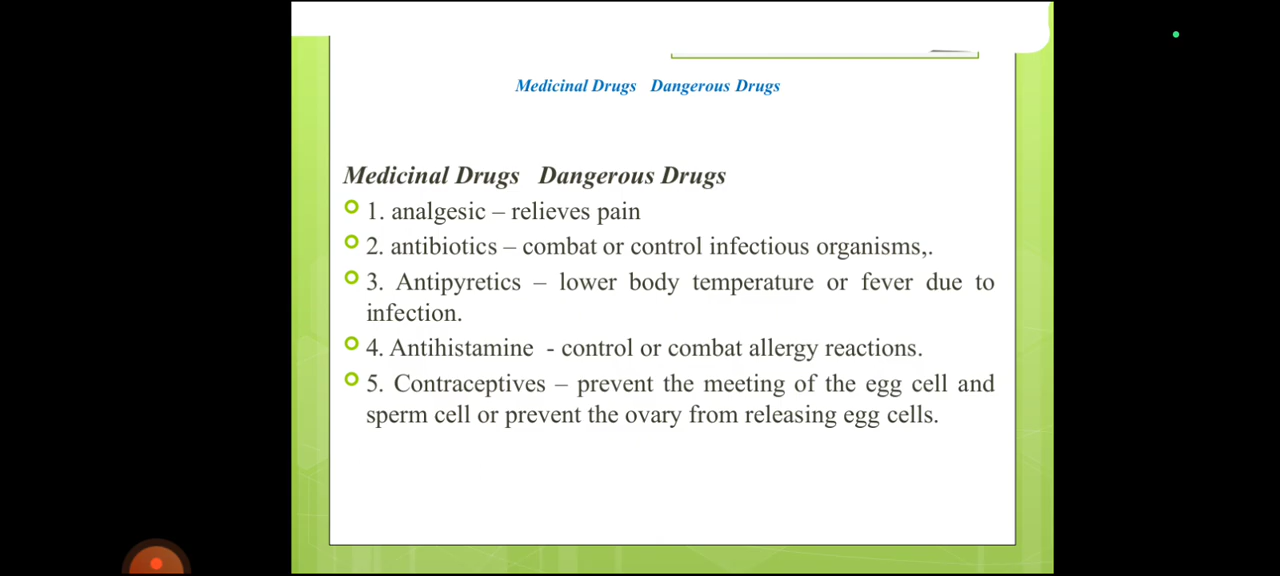 Medicinal Drugs   Dangerous Drugs
Medicinal Drugs   Dangerous Drugs
1. analgesic – relieves pain
2. antibiotics – combat or control infectious organisms,.
3. Antipyretics – lower body temperature or fever due to
infection.
4. Antihistamine  - control or combat allergy reactions.
5. Contraceptives – prevent the meeting of the egg cell and
sperm cell or prevent the ovary from releasing egg cells.